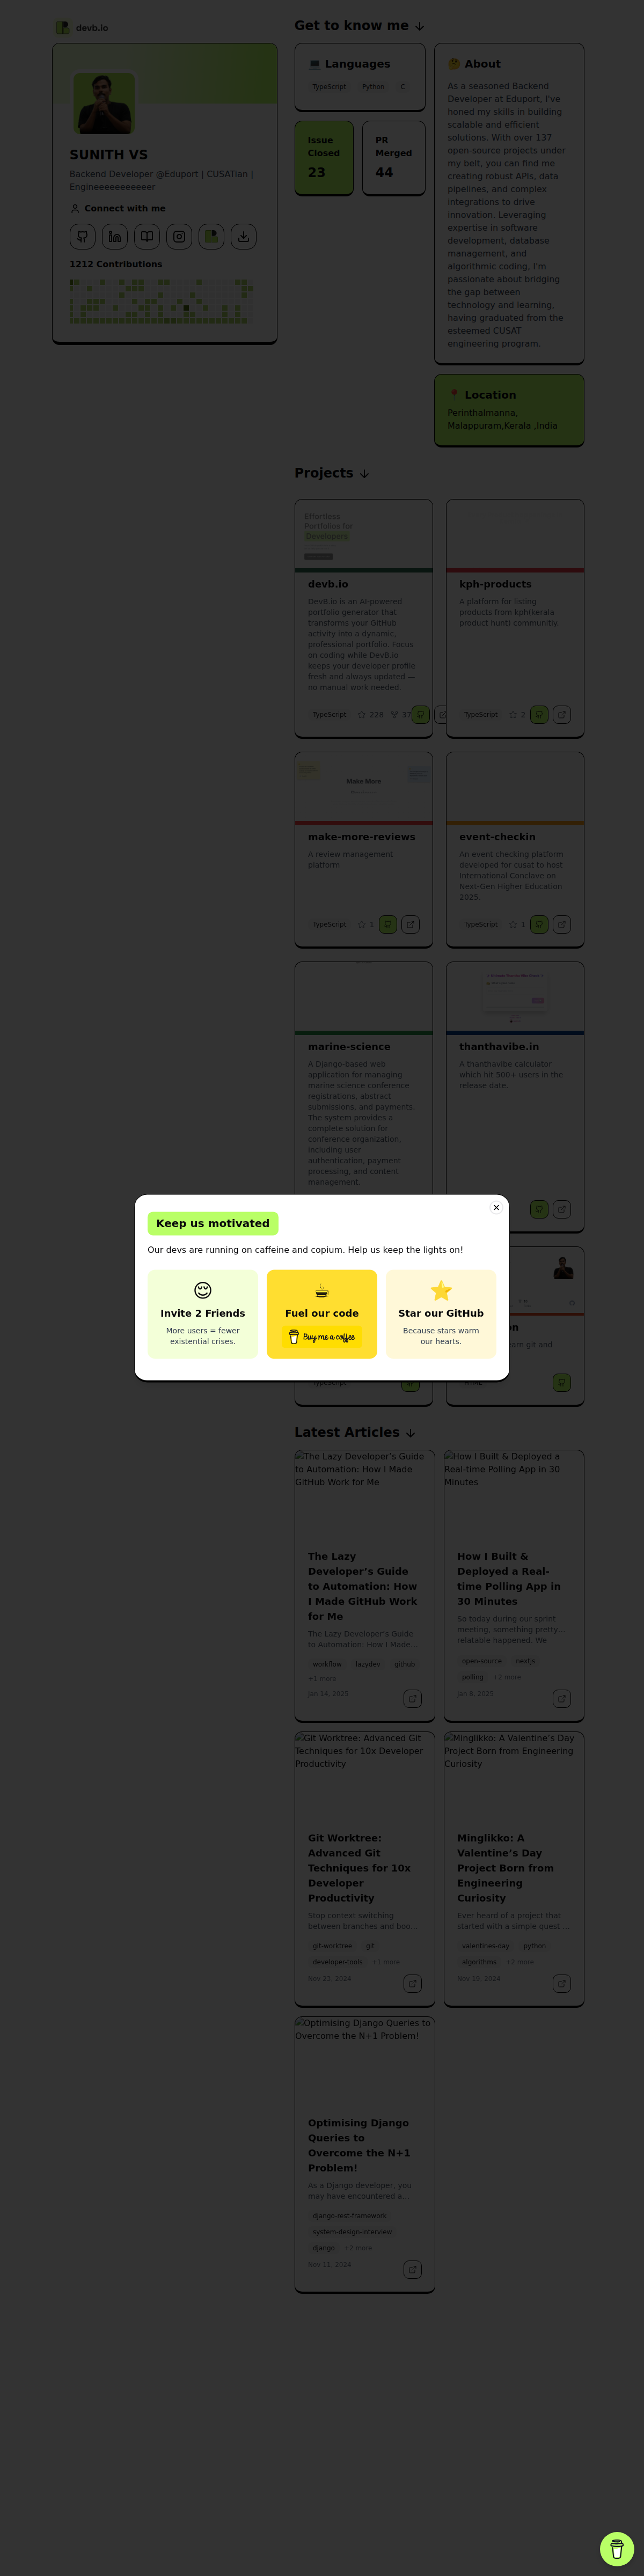 devb.io
SUNITH VS
Backend Developer @Eduport | CUSATian |
Engineeeeeeeeeeer
Connect with me
1212 Contributions
Get to know me
Languages
TypeScript Python C
Issue
Closed
23
PR
Merged
44
About
As a seasoned Backend
Developer at Eduport, I've
honed my skills in building
scalable and efficient
solutions. With over 137
open-source projects under
my belt, you can find me
creating robust APIs, data
pipelines, and complex
integrations to drive
innovation. Leveraging
expertise in software
development, database
management, and
algorithmic coding, I'm
passionate about bridging
the gap between
technology and learning,
having graduated from the
esteemed CUSAT
engineering program.
Location
Perinthalmanna,
Malappuram,Kerala ,India
Projects
Effortless
Portfolios for
Developers
devb.io
DevB.io is an AI-powered
portfolio generator that
transforms your GitHub
activity into a dynamic,
professional portfolio. Focus
on coding while DevB.io
keeps your developer profile
fresh and always updated —
no manual work needed.
TypeScript 228 37
kph-products
A platform for listing
products from kph(kerala
product hunt) communitiy.
TypeScript 2
Make More
make-more-reviews
A review management
platform
TypeScript 1
event-checkin
An event checking platform
developed for cusat to host
International Conclave on
Next-Gen Higher Education
2025.
TypeScript 1
marine-science
A Django-based web
application for managing
marine science conference
registrations, abstract
submissions, and payments.
The system provides a
complete solution for
conference organization,
including user
authentication, payment
processing, and content
management.
thanthavibe.in
A thanthavibe calculator
which hit 500+ users in the
release date.
Keep us motivated
Our devs are running on caffeine and copium. Help us keep the lights on!
Invite 2 Friends
More users = fewer
existential crises.
Fuel our code
Buy me a coffee
Star our GitHub
Because stars warm
our hearts.
Latest Articles
The Lazy Developer’s Guide
to Automation: How I Made
GitHub Work for Me
The Lazy
Developer’s Guide
to Automation: How
I Made GitHub Work
for Me
The Lazy Developer’s Guide
to Automation: How I Made...
workflow lazydev github
+1 more
Jan 14, 2025
How I Built & Deployed a
Real-time Polling App in 30
Minutes
How I Built &
Deployed a Real-
time Polling App in
30 Minutes
So today during our sprint
meeting, something pretty...
relatable happened. We
open-source nextjs
polling +2 more
Jan 8, 2025
Git Worktree: Advanced Git
Techniques for 10x Developer
Productivity
Git Worktree:
Advanced Git
Techniques for 10x
Developer
Productivity
Stop context switching
between branches and boo...
git-worktree git
developer-tools +1 more
Nov 23, 2024
Minglikko: A Valentine’s Day
Project Born from Engineering
Curiosity
Minglikko: A
Valentine’s Day
Project Born from
Engineering
Curiosity
Ever heard of a project that
started with a simple guest ...
valentines-day python
algorithms +2 more
Optimising Django Queries to
Overcome the N+1 Problem!
Optimising Django
Queries to
Overcome the N+1
Problem!
As a Django developer, you
may have encountered a...
django-rest-framework
system-design-interview
django +2 more